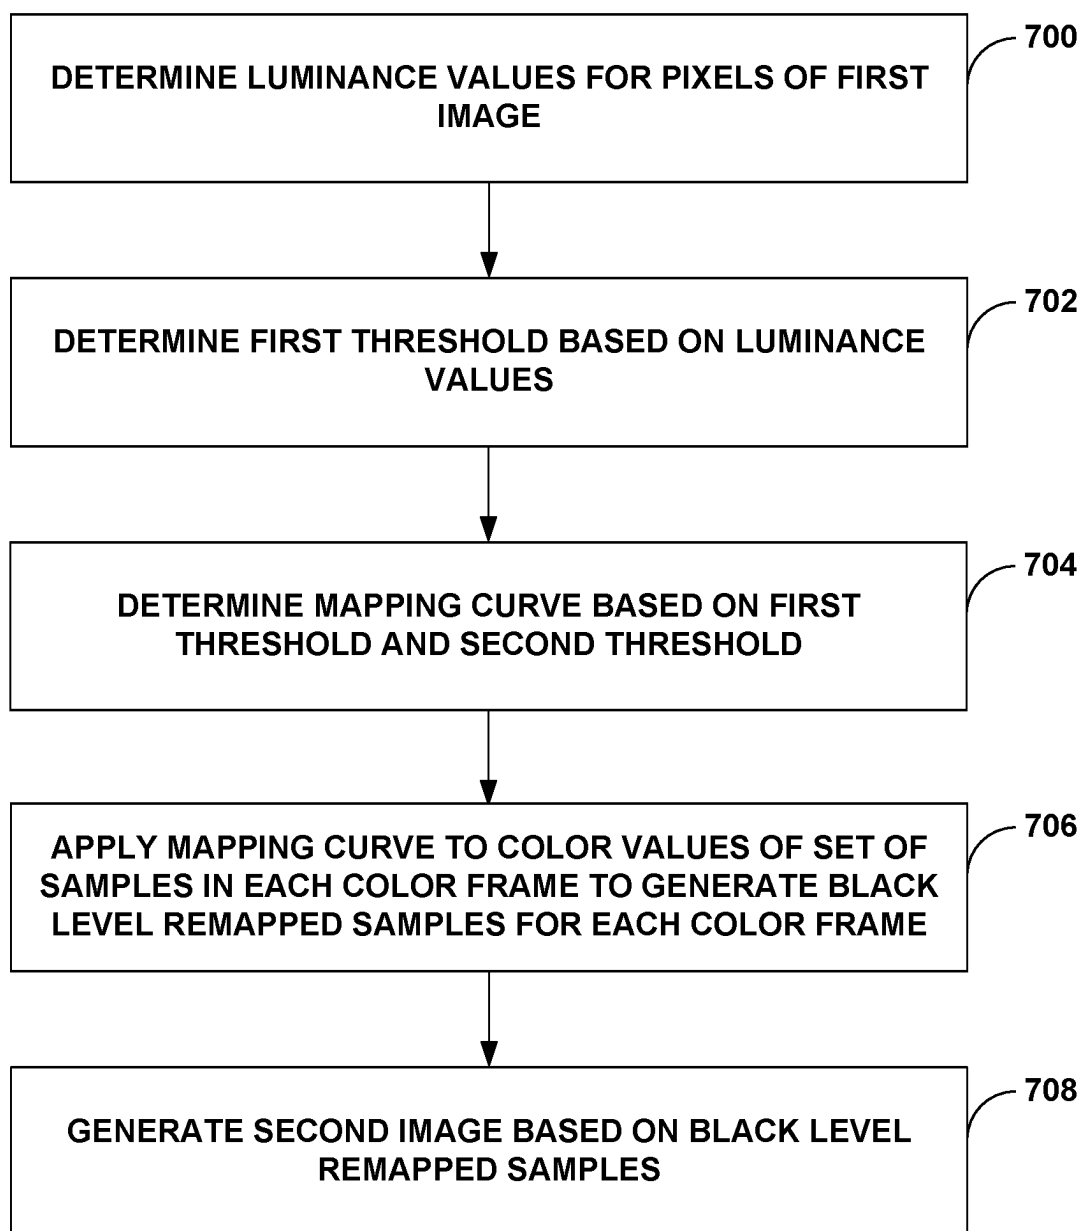 700
DETERMINE LUMINANCE VALUES FOR PIXELS OF FIRST
IMAGE
702
DETERMINE FIRST THRESHOLD BASED ON LUMINANCE
VALUES
704
DETERMINE MAPPING CURVE BASED ON FIRST
THRESHOLD AND SECOND THRESHOLD
706
APPLY MAPPING CURVE TO COLOR VALUES OF SET OF
SAMPLES IN EACH COLOR FRAME TO GENERATE BLACK
LEVEL REMAPPED SAMPLES FOR EACH COLOR FRAME
708
GENERATE SECOND IMAGE BASED ON BLACK LEVEL
REMAPPED SAMPLES